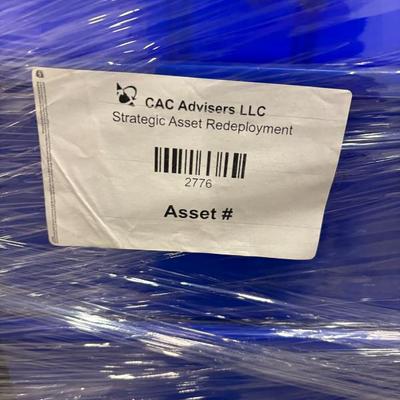 CAC Advisers LLC
Strategic Asset Redeployment
2776
Asset #